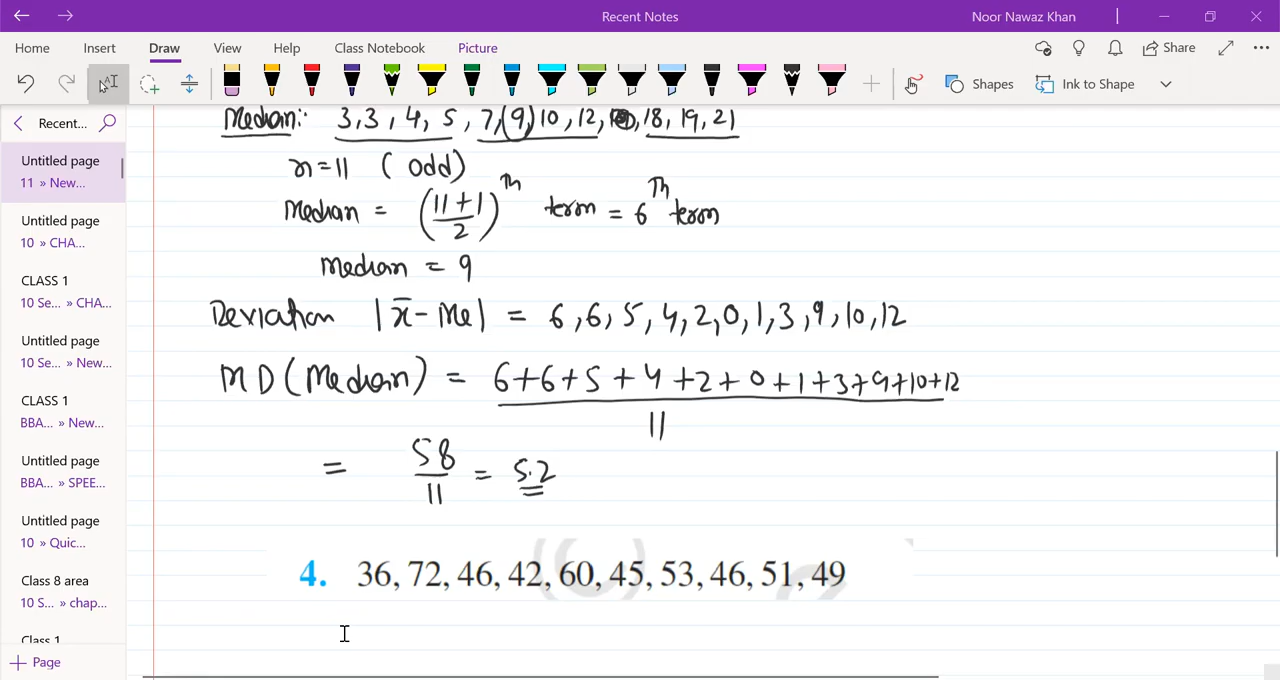 Recent Notes
Noor Nawaz Khan
Home Insert Draw View Help Class Notebook Picture
Share
Shapes
Ink to Shape
Recent...
Untitled page
11 » New...
Untitled page
10 » CHA...
CLASS 1
10 Se... » CHA...
Untitled page
10 Se... » New...
CLASS 1
BBA... » New...
Untitled page
BBA... » SPEE...
Untitled page
10 » Quic...
Class 8 area
10 S... » chap...
Class 1
+ Page
Median: 3,3,4,5,7,(9)10,12, 18,19,21
n=11 (Odd)
Median = (11+1/2)^Th term = 6^Th term
Median = 9
Deviation |x̄-Me| = 6,6,5,4,2,0,1,3,9,10,12
MD(Median) = 6+6+5+4+2+0+1+3+9+10+12
11
= 58/11 = 5.2
4. 36, 72, 46, 42, 60, 45, 53, 46, 51, 49